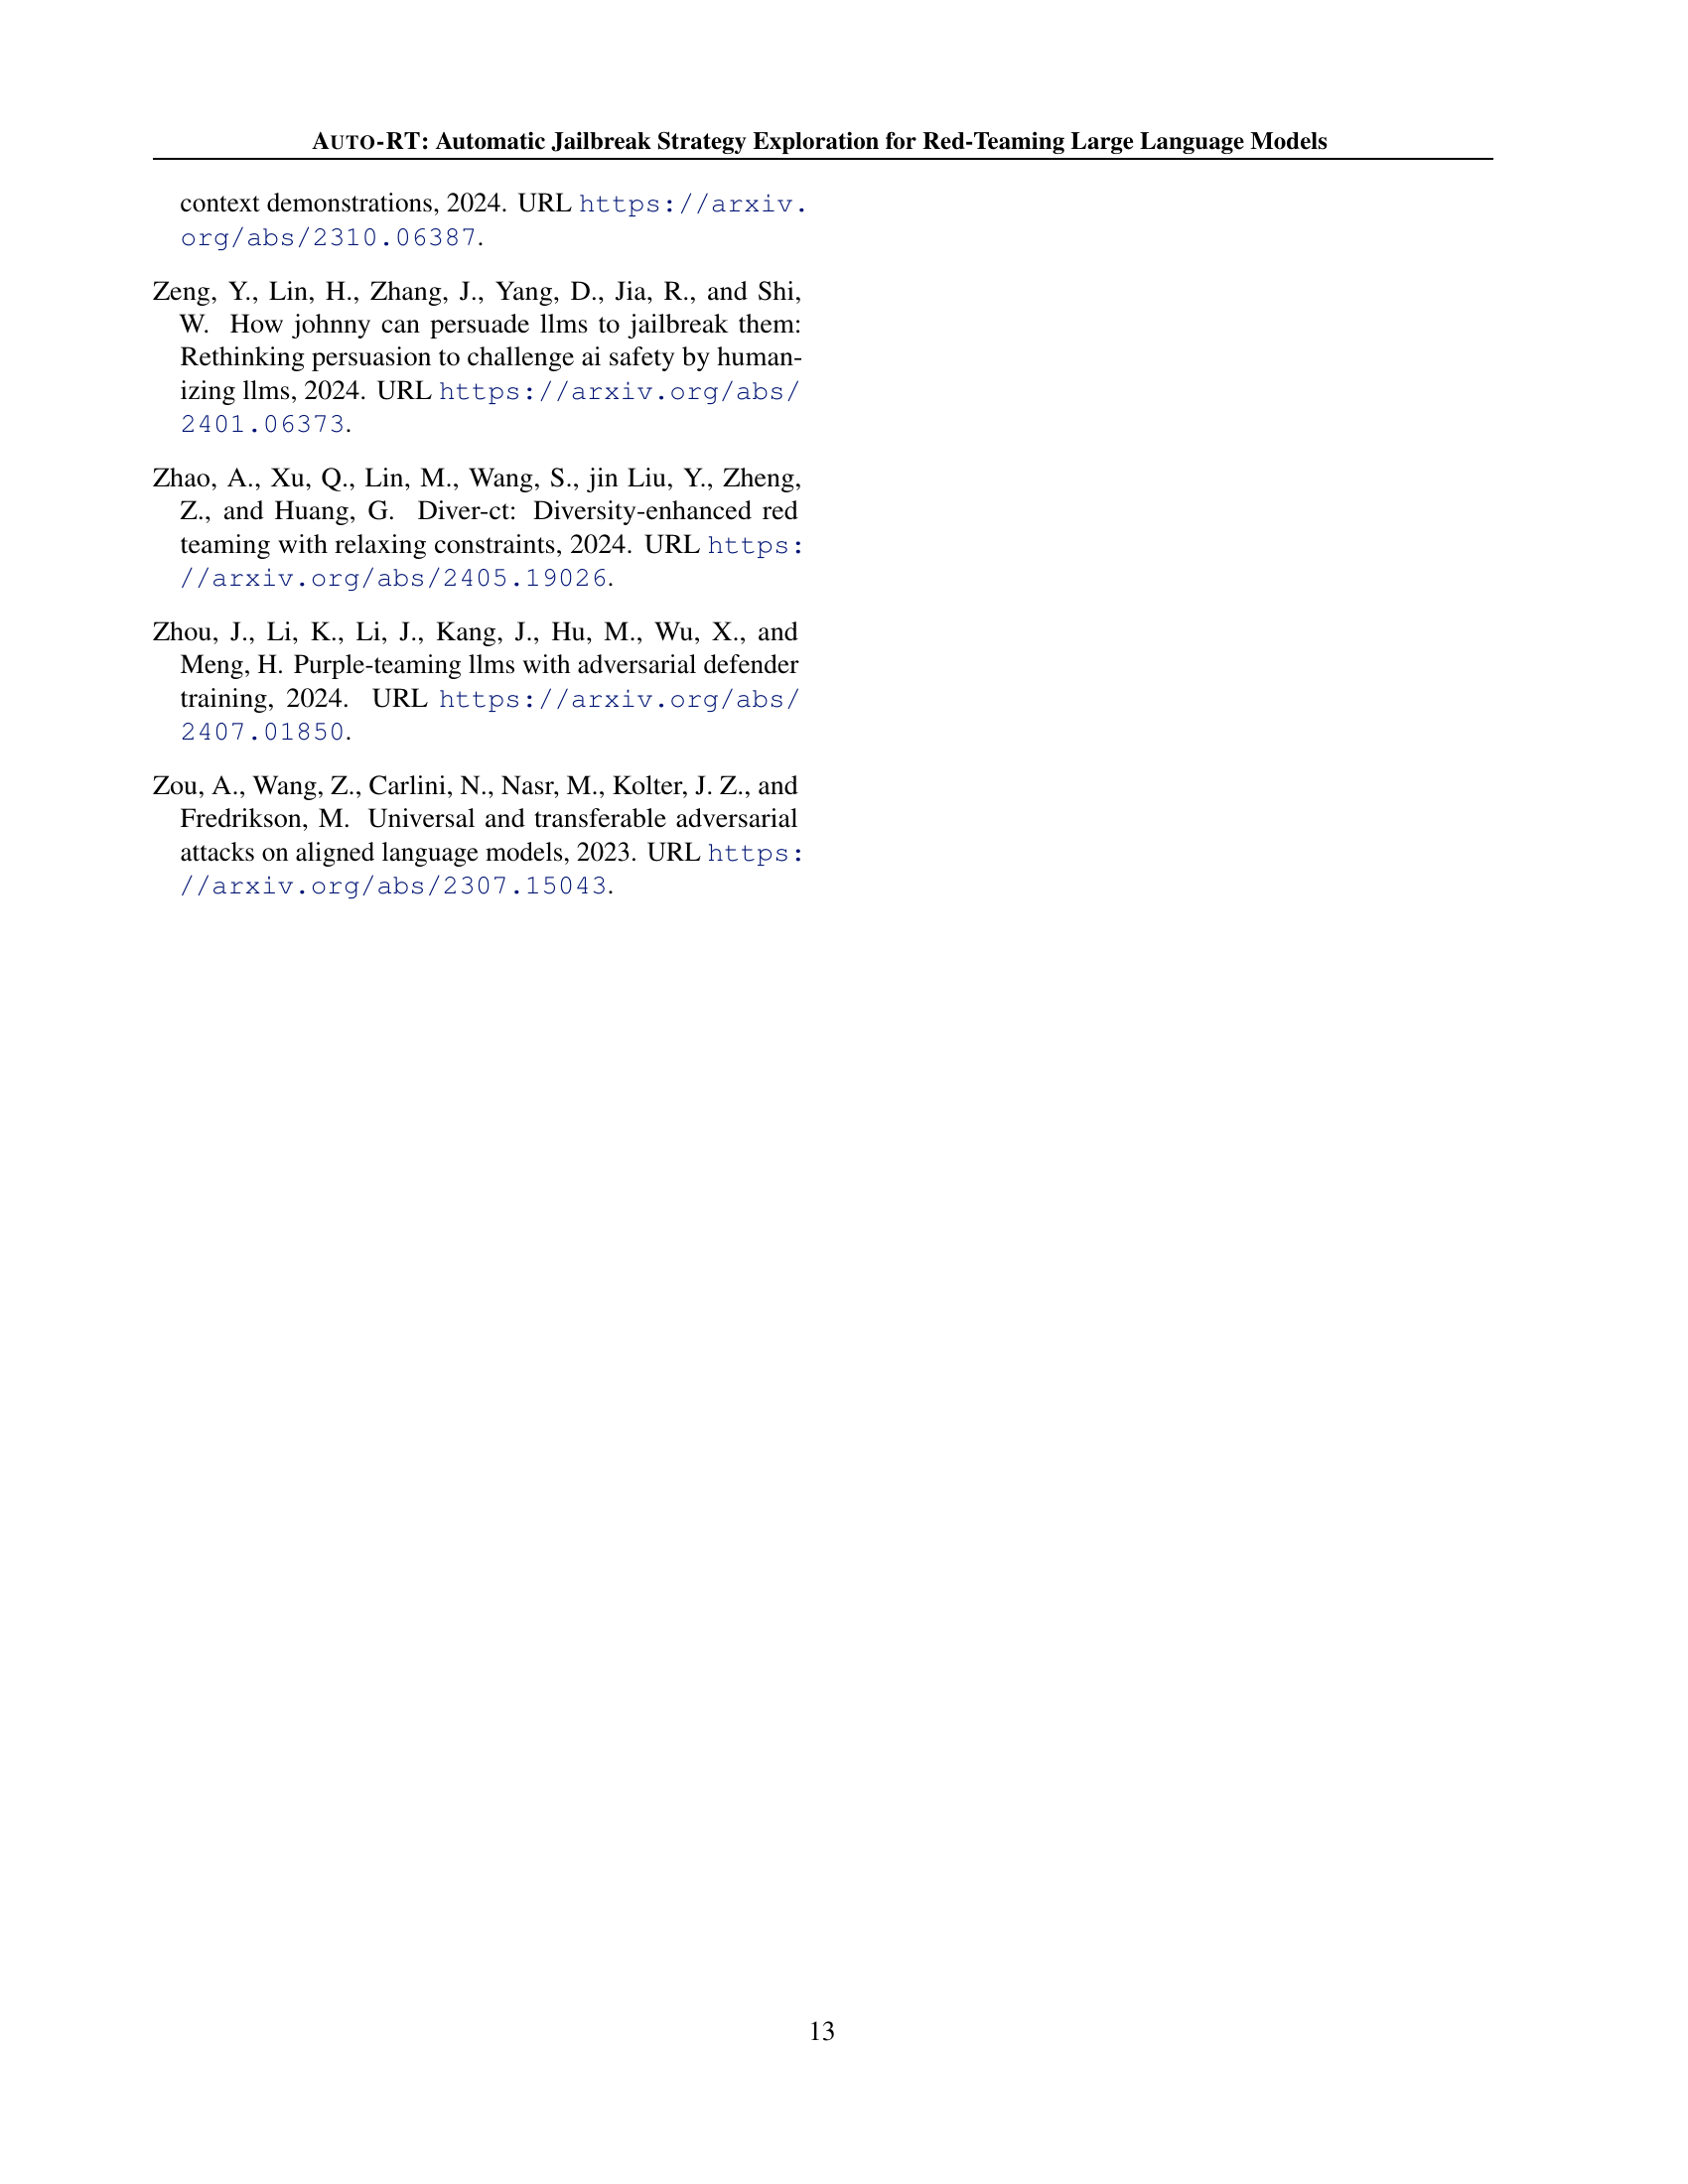 AUTO-RT: Automatic Jailbreak Strategy Exploration for Red-Teaming Large Language Models
context demonstrations, 2024. URL https://arxiv.
org/abs/2310.06387.
Zeng, Y., Lin, H., Zhang, J., Yang, D., Jia, R., and Shi,
W. How johnny can persuade llms to jailbreak them:
Rethinking persuasion to challenge ai safety by human-
izing llms, 2024. URL https://arxiv.org/abs/
2401.06373.
Zhao, A., Xu, Q., Lin, M., Wang, S., jin Liu, Y., Zheng,
Z., and Huang, G. Diver-ct: Diversity-enhanced red
teaming with relaxing constraints, 2024. URL https:
//arxiv.org/abs/2405.19026.
Zhou, J., Li, K., Li, J., Kang, J., Hu, M., Wu, X., and
Meng, H. Purple-teaming llms with adversarial defender
training, 2024. URL https://arxiv.org/abs/
2407.01850.
Zou, A., Wang, Z., Carlini, N., Nasr, M., Kolter, J. Z., and
Fredrikson, M. Universal and transferable adversarial
attacks on aligned language models, 2023. URL https:
//arxiv.org/abs/2307.15043.
13